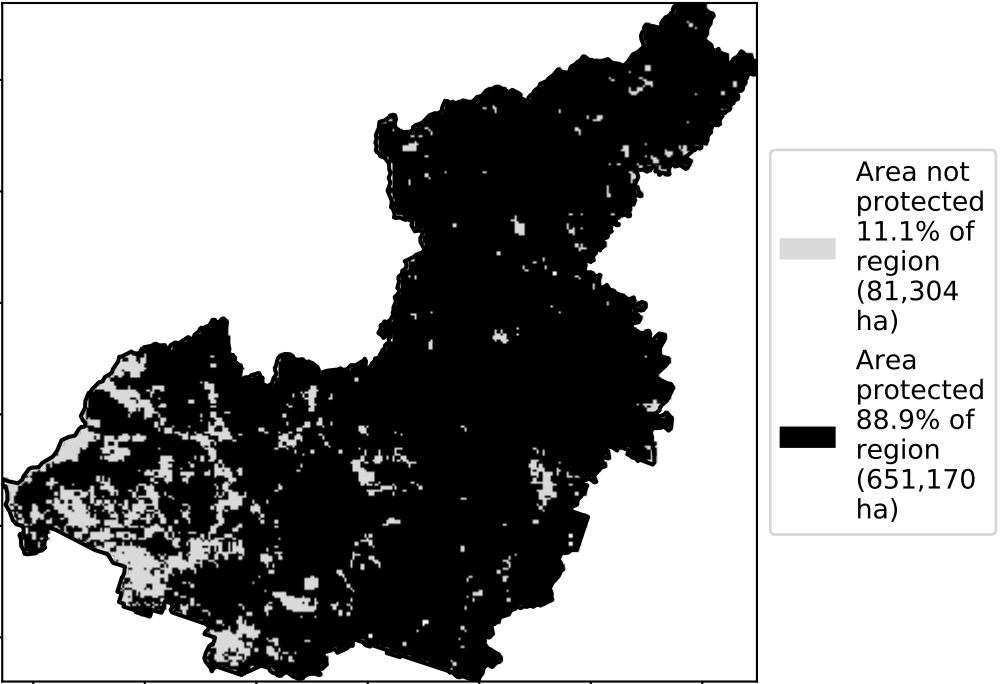 Area not
protected
11.1% of
region
(81,304
ha)
Area
protected
88.9% of
region
(651,170
ha)